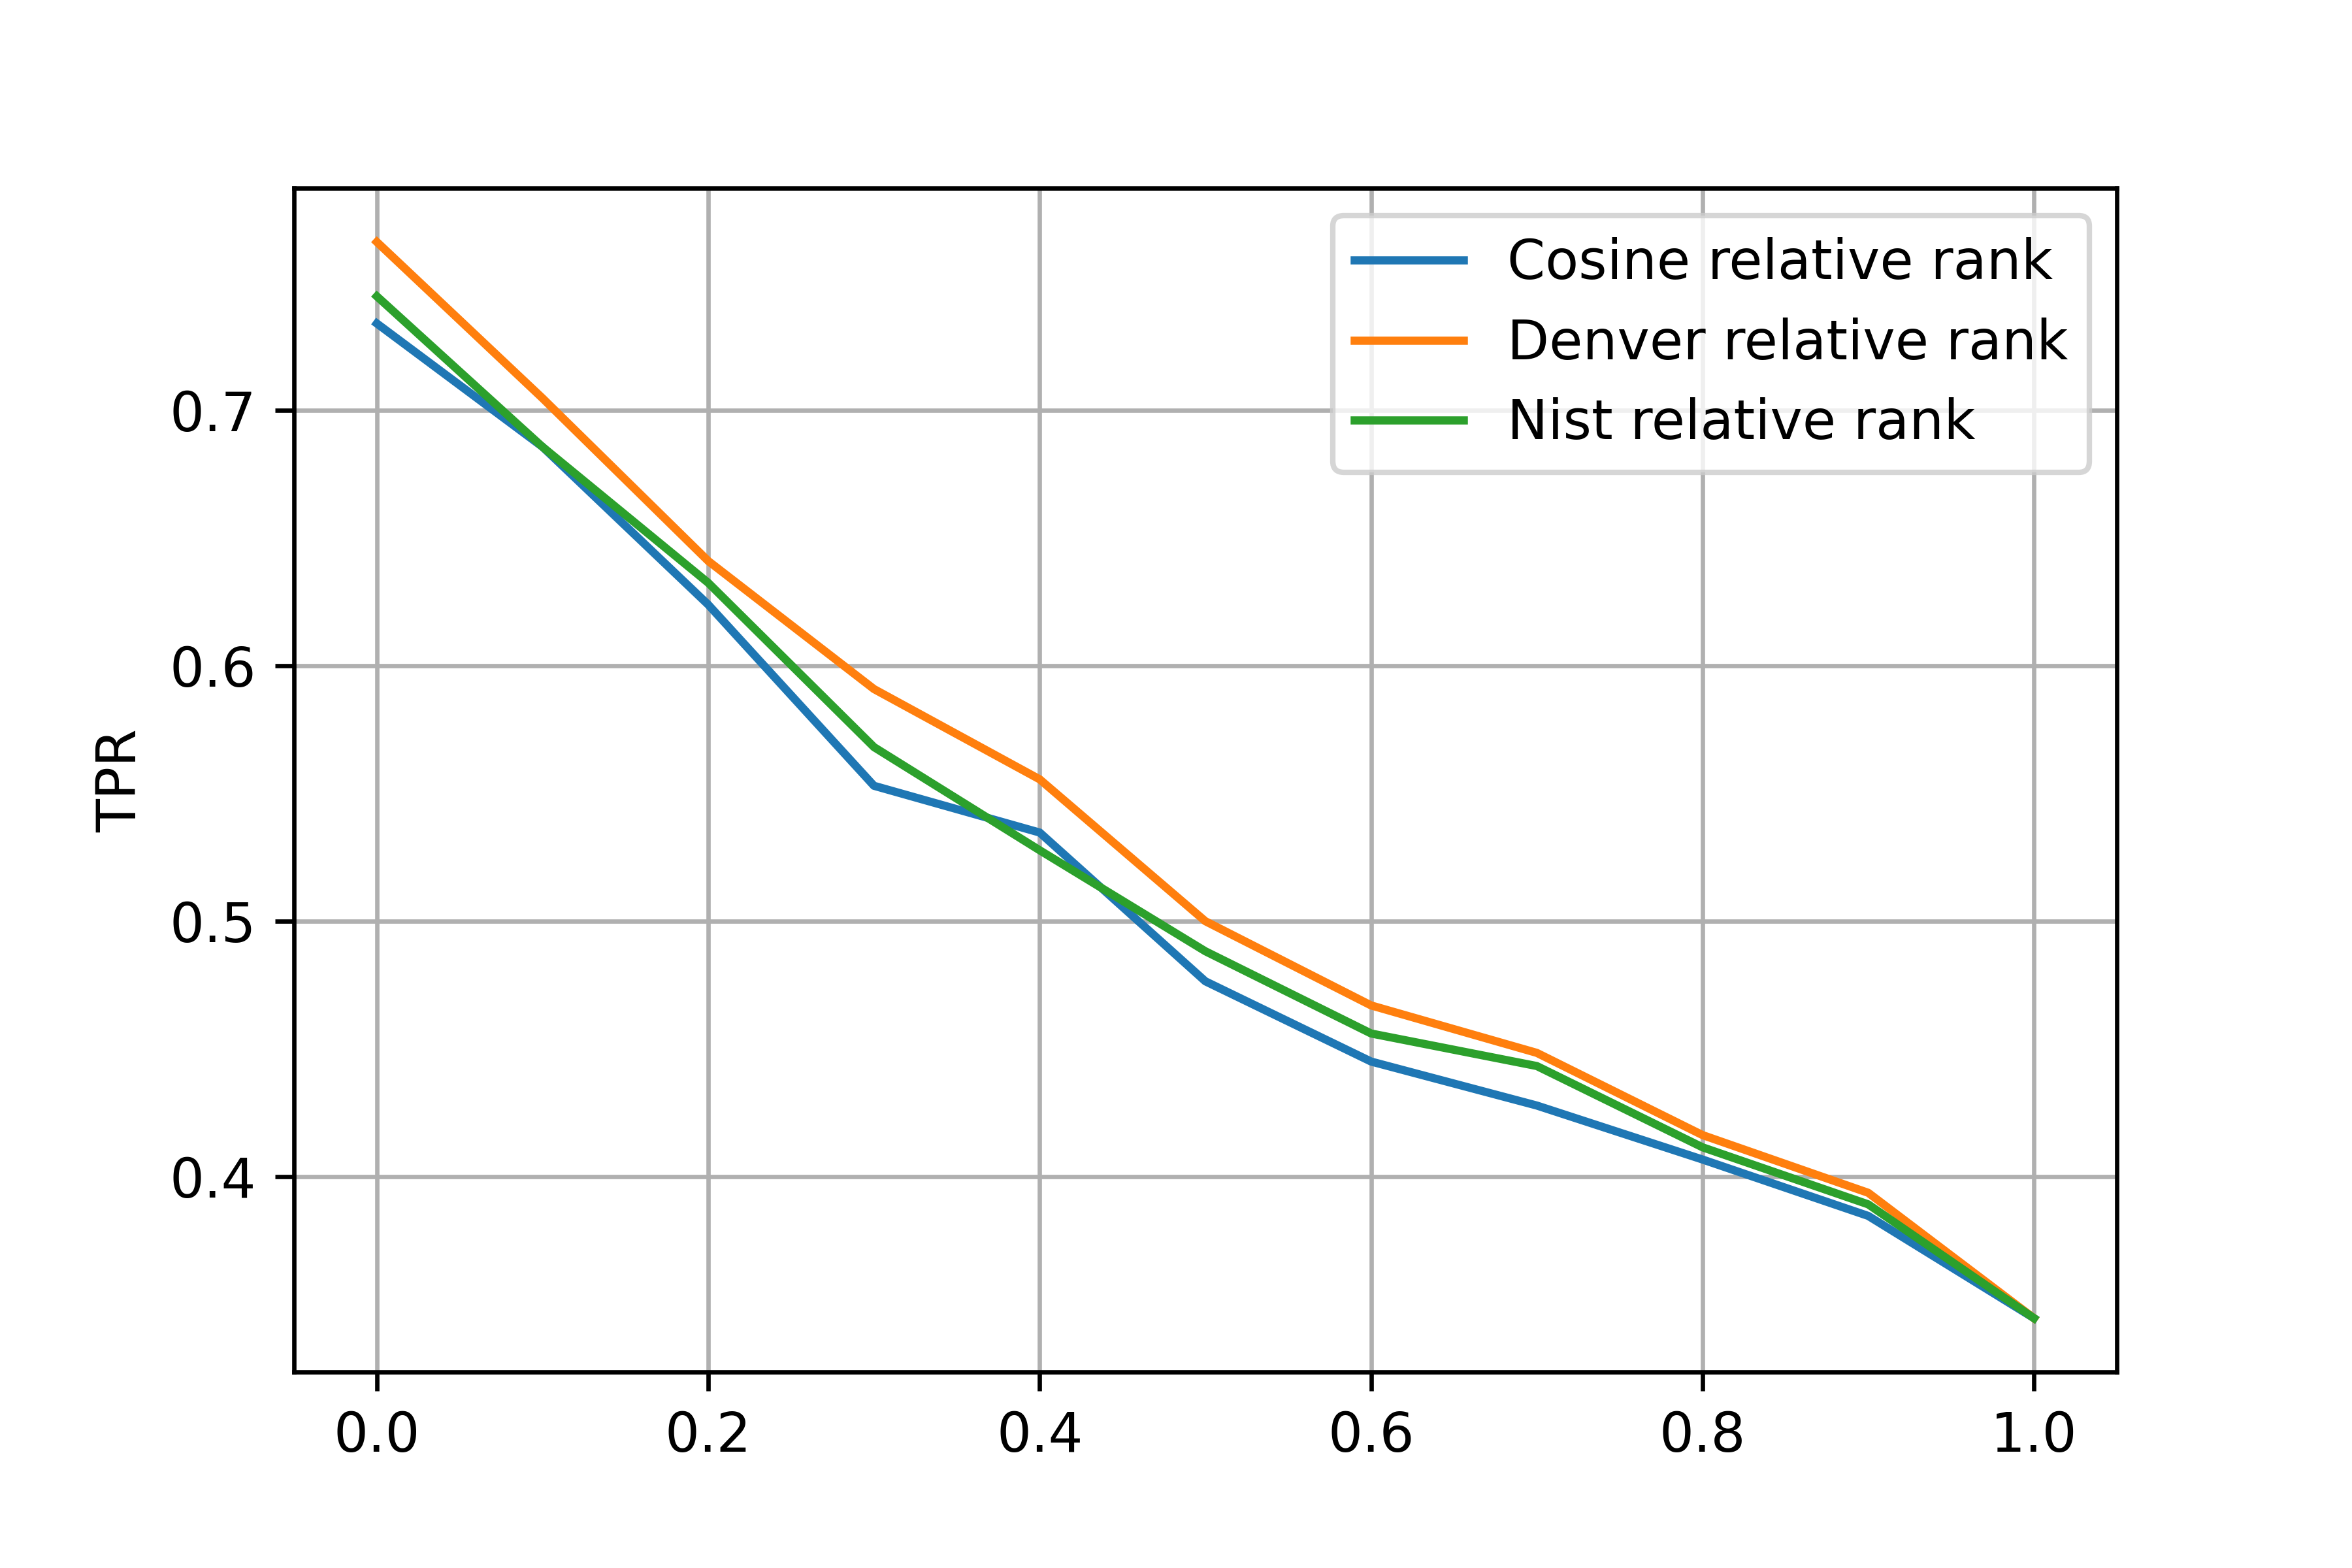 Cosine relative rank
Denver relative rank
Nist relative rank
0.7
0.6
0.5
0.4
TPR
0.0 0.2 0.4 0.6 0.8 1.0